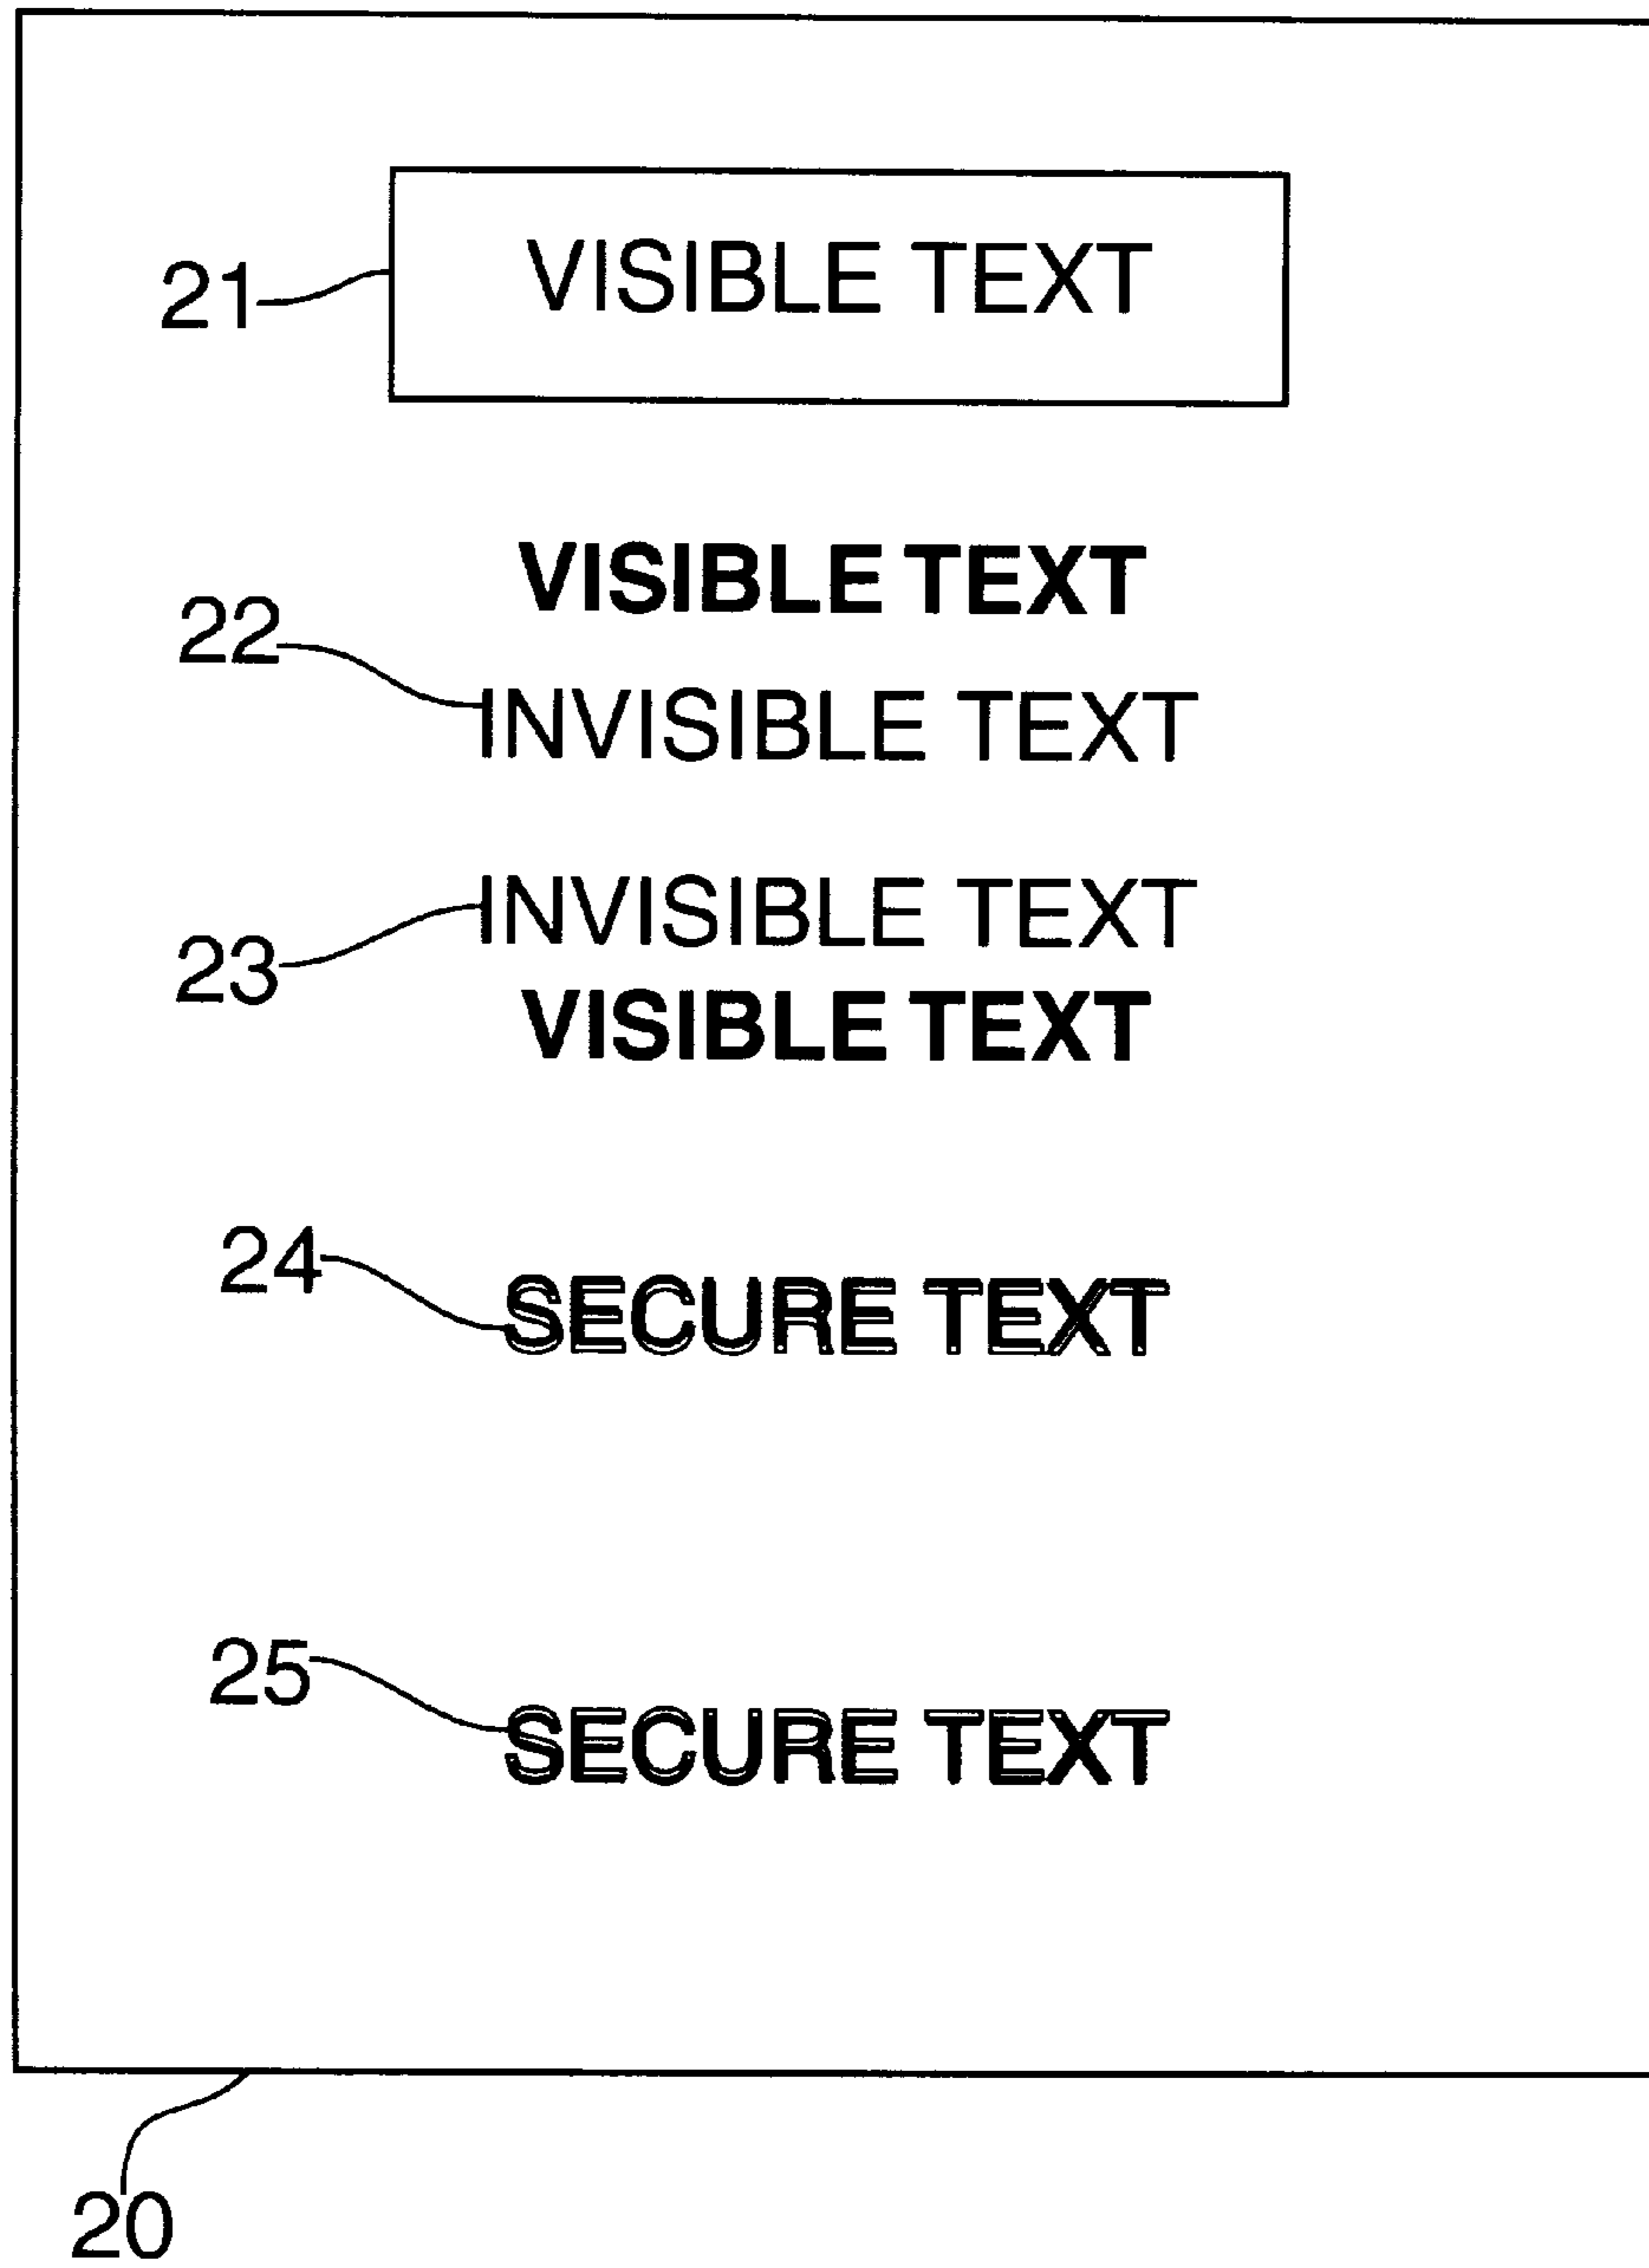 21 VISIBLE TEXT
VISIBLE TEXT
22
INVISIBLE TEXT
INVISIBLE TEXT
23
VISIBLE TEXT
24
SECURE TEXT
25
SECURE TEXT
20